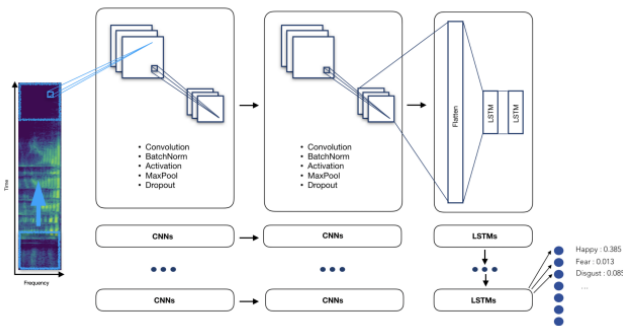 Time
Frequency
• Convolution
• BatchNorm
• Activation
• MaxPool
• Dropout
• Convolution
• BatchNorm
• Activation
• MaxPool
• Dropout
Flatten
LSTM
LSTM
CNNs
CNNs
LSTMs
CNNs
CNNs
LSTMs
Happy : 0.385
Fear : 0.013
Disgust : 0.085
....